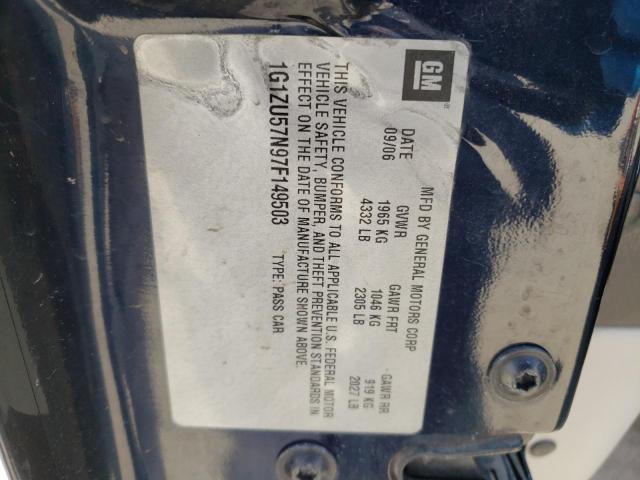 GM
MFD BY GENERAL MOTORS CORP
DATE GVWR GAWR FRT GAWR RR
09/06 1965 KG 1046 KG 919 KG
4332 LB 2305 LB 2027 LB
THIS VEHICLE CONFORMS TO ALL APPLICABLE U.S. FEDERAL MOTOR
VEHICLE SAFETY, BUMPER, AND THEFT PREVENTION STANDARDS IN
EFFECT ON THE DATE OF MANUFACTURE SHOWN ABOVE.
1G1ZU57N97F149503 TYPE: PASS CAR